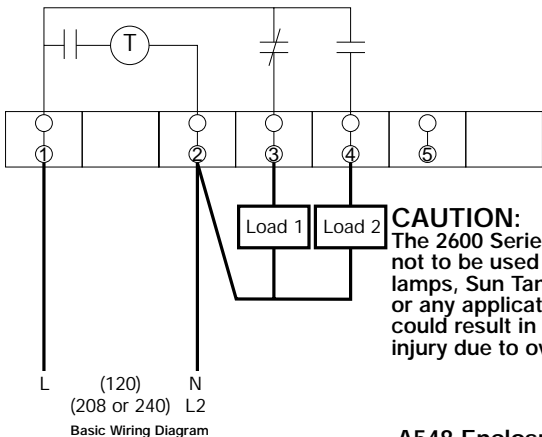 T
1 2 3 4 5
Load 1 Load 2
CAUTION:
The 2600 Serie
not to be used
lamps, Sun Tan
or any applicat
could result in
injury due to ov
L (120) N
(208 or 240) L2
Basic Wiring Diagram
A548 Enclos